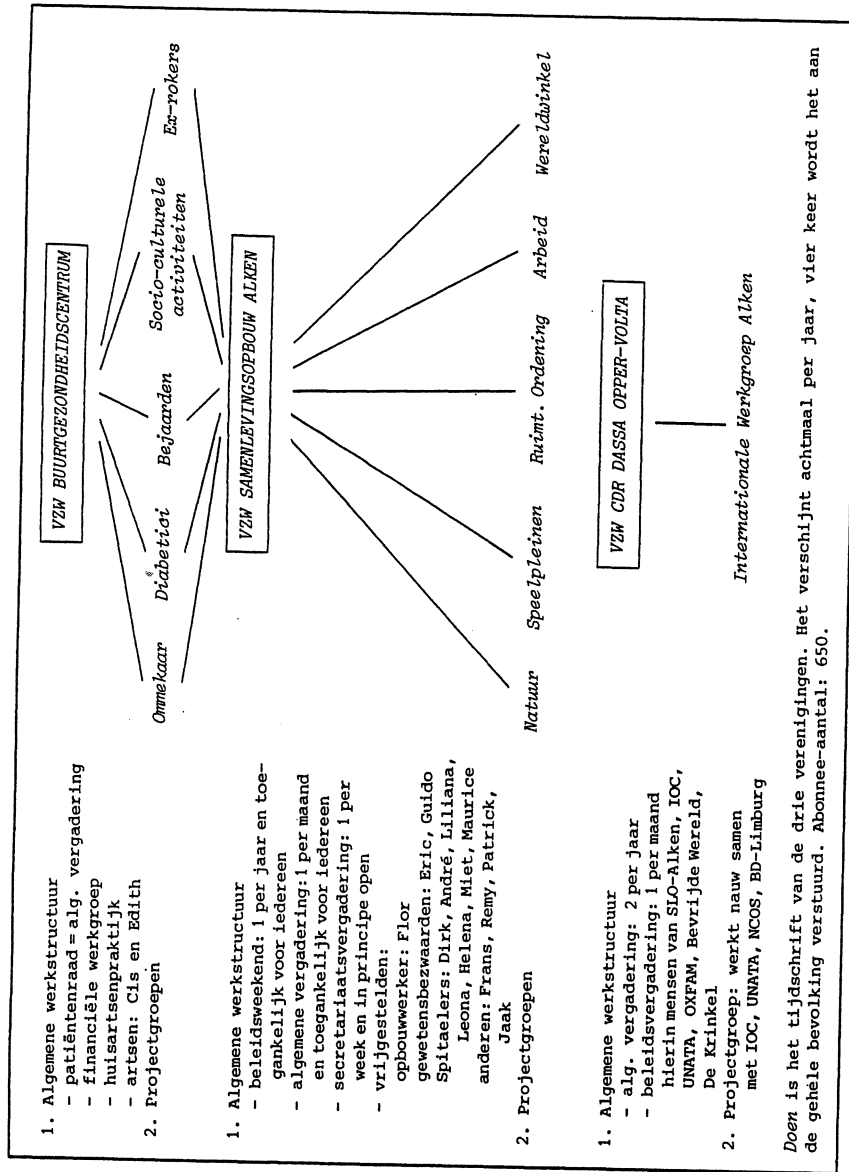 VZW BUURTGEZONDHEIDSCENTRUM
1. Algemene werkstructuur
- patiëntenraad = alg. vergadering
- financiële werkgroep
- huisartsenpraktijk
- artsen: Cis en Edith
2. Projectgroepen
Ommekaar Diabetici Bejaarden Socio-culturele activiteiten Ex-rokers
VZW SAMENLEVINGSOPBOUW ALKEN
1. Algemene werkstructuur
- beleidsweekend: 1 per jaar en toe-
gankelijk voor iedereen
- algemene vergadering:1 per maand
en toegankelijk voor iedereen
- secretariaatsvergadering: 1 per
week en in principe open
- vrijgestelden:
opbouwwerker: Flor
gewetensbezwaarden: Eric, Guido
Spitaelers: Dirk, André, Liliana,
Leona, Helena, Miet, Maurice
anderen: Frans, Remy, Patrick,
Jaak
2. Projectgroepen
Natuur Speelpleinen Ruimt. Ordening Arbeid Wereldwinkel
VZW CDR DASSA OPPER-VOLTA
1. Algemene werkstructuur
- alg. vergadering: 2 per jaar
- beleidsvergadering: 1 per maand
hierin mensen van SLO-Alken, IOC,
UNATA, OXFAM, Bevrijde Wereld,
De Krinkel
2. Projectgroep: werkt nauw samen
met IOC, UNATA, NCOS, BD-Limburg
Internationale Werkgroep Alken
Doen is het tijdschrift van de drie verenigingen. Het verschijnt achtmaal per jaar, vier keer wordt het aan
de gehele bevolking verstuurd. Abonnee-aantal: 650.